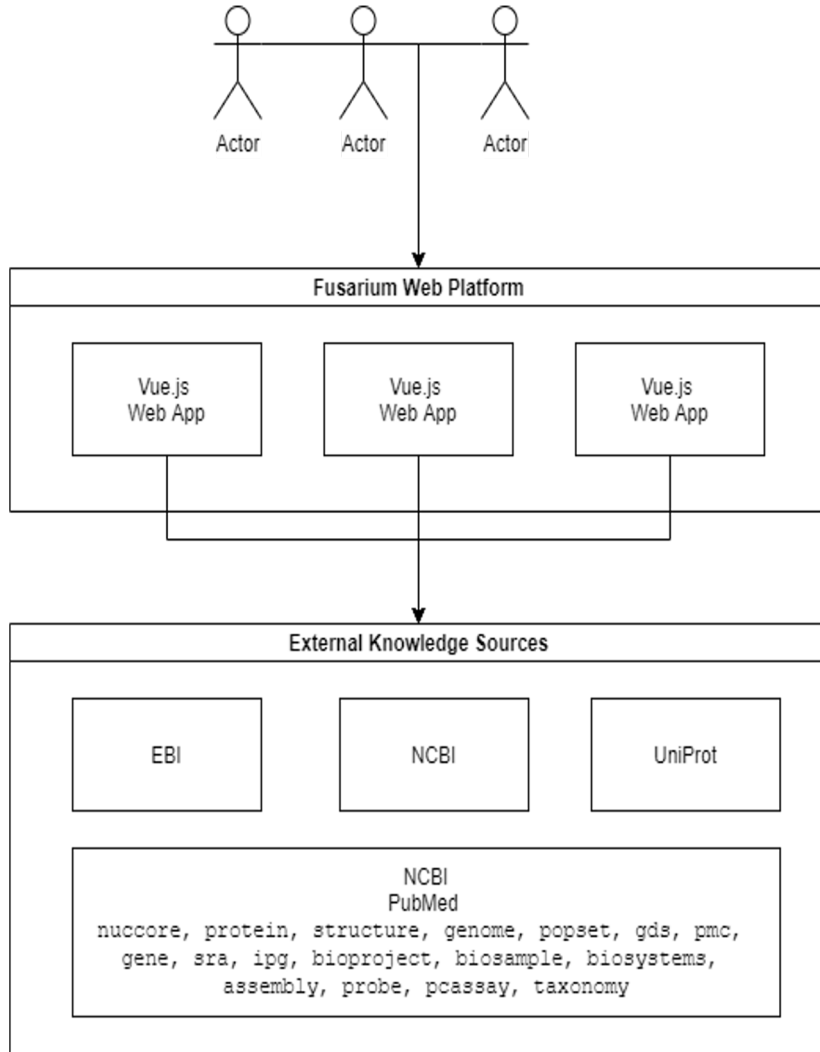 Actor Actor Actor
Fusarium Web Platform
Vue.js Vue.js Vue.js
Web App Web App Web App
External Knowledge Sources
EBI NCBI UniProt
NCBI
PubMed
nuccore, protein, structure, genome, popset, gds, pmc,
gene, sra, ipg, bioproject, biosample, biosystems,
assembly, probe, pcassay, taxonomy